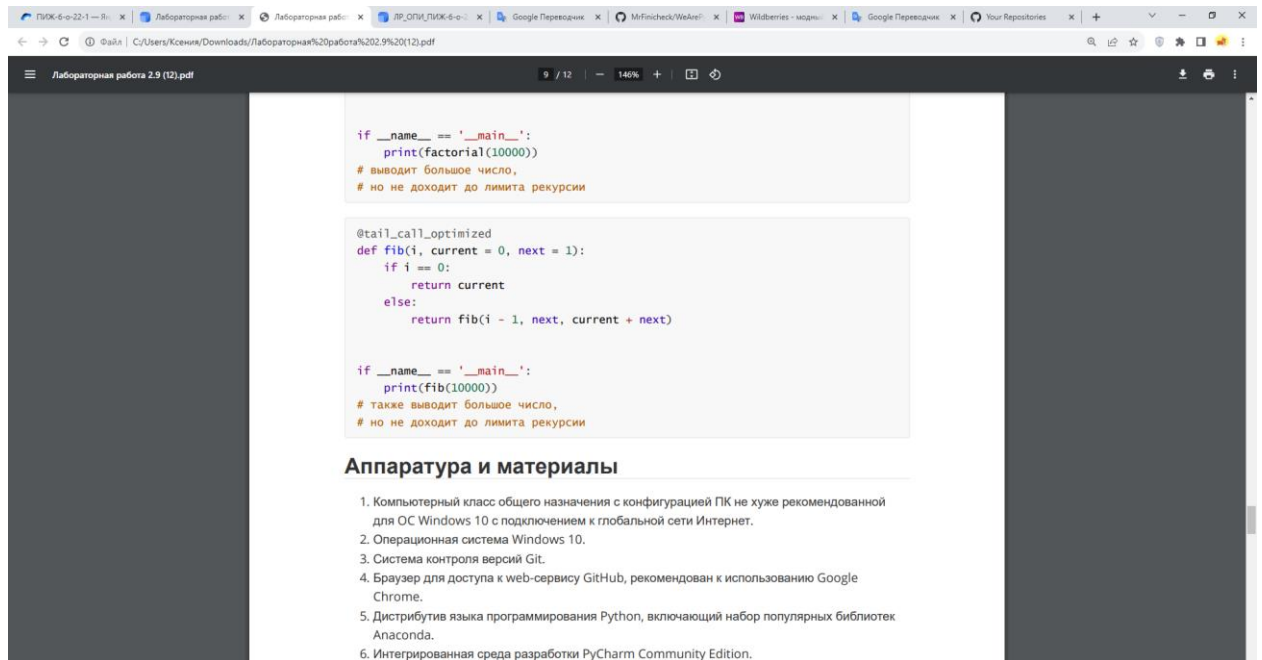 ПИЖ-б-о-22-1 — Ян
Лабораторная работ
Лабораторная рабо
ЛР_ОПИ_ПИЖ-6-о-2
Google Переводчик
MrFinicheck/WeAreP
Wildberries – модны
Google Переводчик
Your Repositories
Файл | C:/Users/Ксения/Downloads/Лабораторная%20работа%202.9%20(12).pdf
Лабораторная работа 2.9 (12).pdf
9 / 12 | — 146% +
if __name__ == '__main__':
    print(factorial(10000))
# выводит большое число,
# но не доходит до лимита рекурсии
@tail_call_optimized
def fib(i, current = 0, next = 1):
    if i == 0:
        return current
    else:
        return fib(i - 1, next, current + next)
if __name__ == '__main__':
    print(fib(10000))
# также выводит большое число,
# но не доходит до лимита рекурсии
Аппаратура и материалы
1. Компьютерный класс общего назначения с конфигурацией ПК не хуже рекомендованной
для ОС Windows 10 с подключением к глобальной сети Интернет.
2. Операционная система Windows 10.
3. Система контроля версий Git.
4. Браузер для доступа к web-сервису GitHub, рекомендован к использованию Google
Chrome.
5. Дистрибутив языка программирования Python, включающий набор популярных библиотек
Anaconda.
6. Интегрированная среда разработки PyCharm Community Edition.